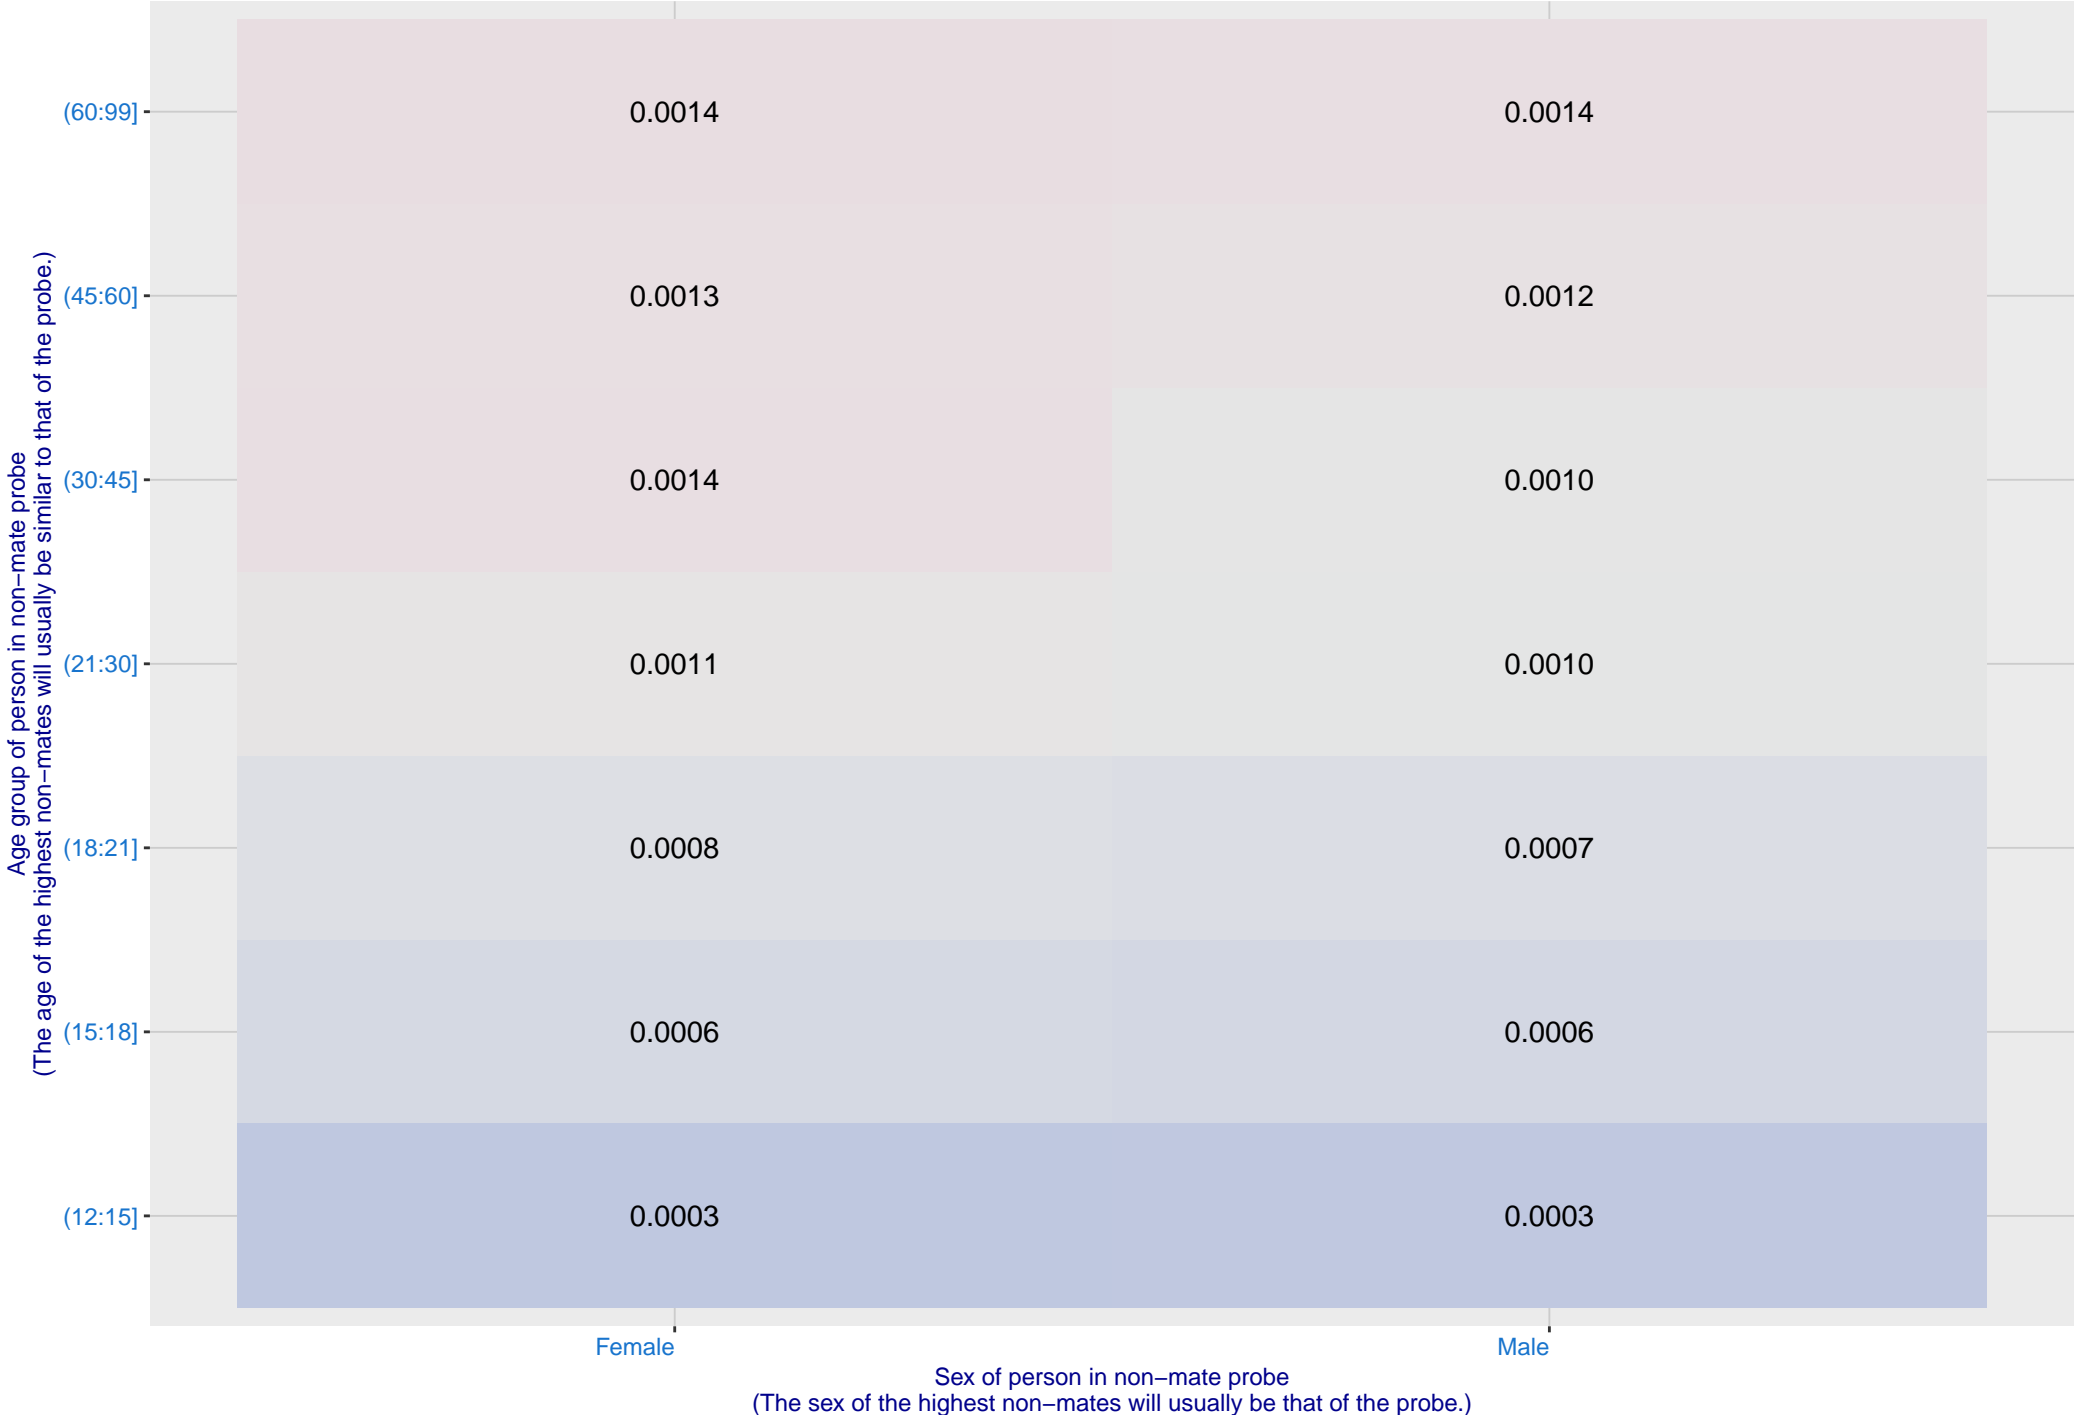 Age group of person in non−mate probe
(The age of the highest non−mates will usually be similar to that of the probe.)
(60:99] 0.0014 0.0014
(45:60] 0.0013 0.0012
(30:45] 0.0014 0.0010
(21:30] 0.0011 0.0010
(18:21] 0.0008 0.0007
(15:18] 0.0006 0.0006
(12:15] 0.0003 0.0003
Female Male
Sex of person in non−mate probe
(The sex of the highest non−mates will usually be that of the probe.)